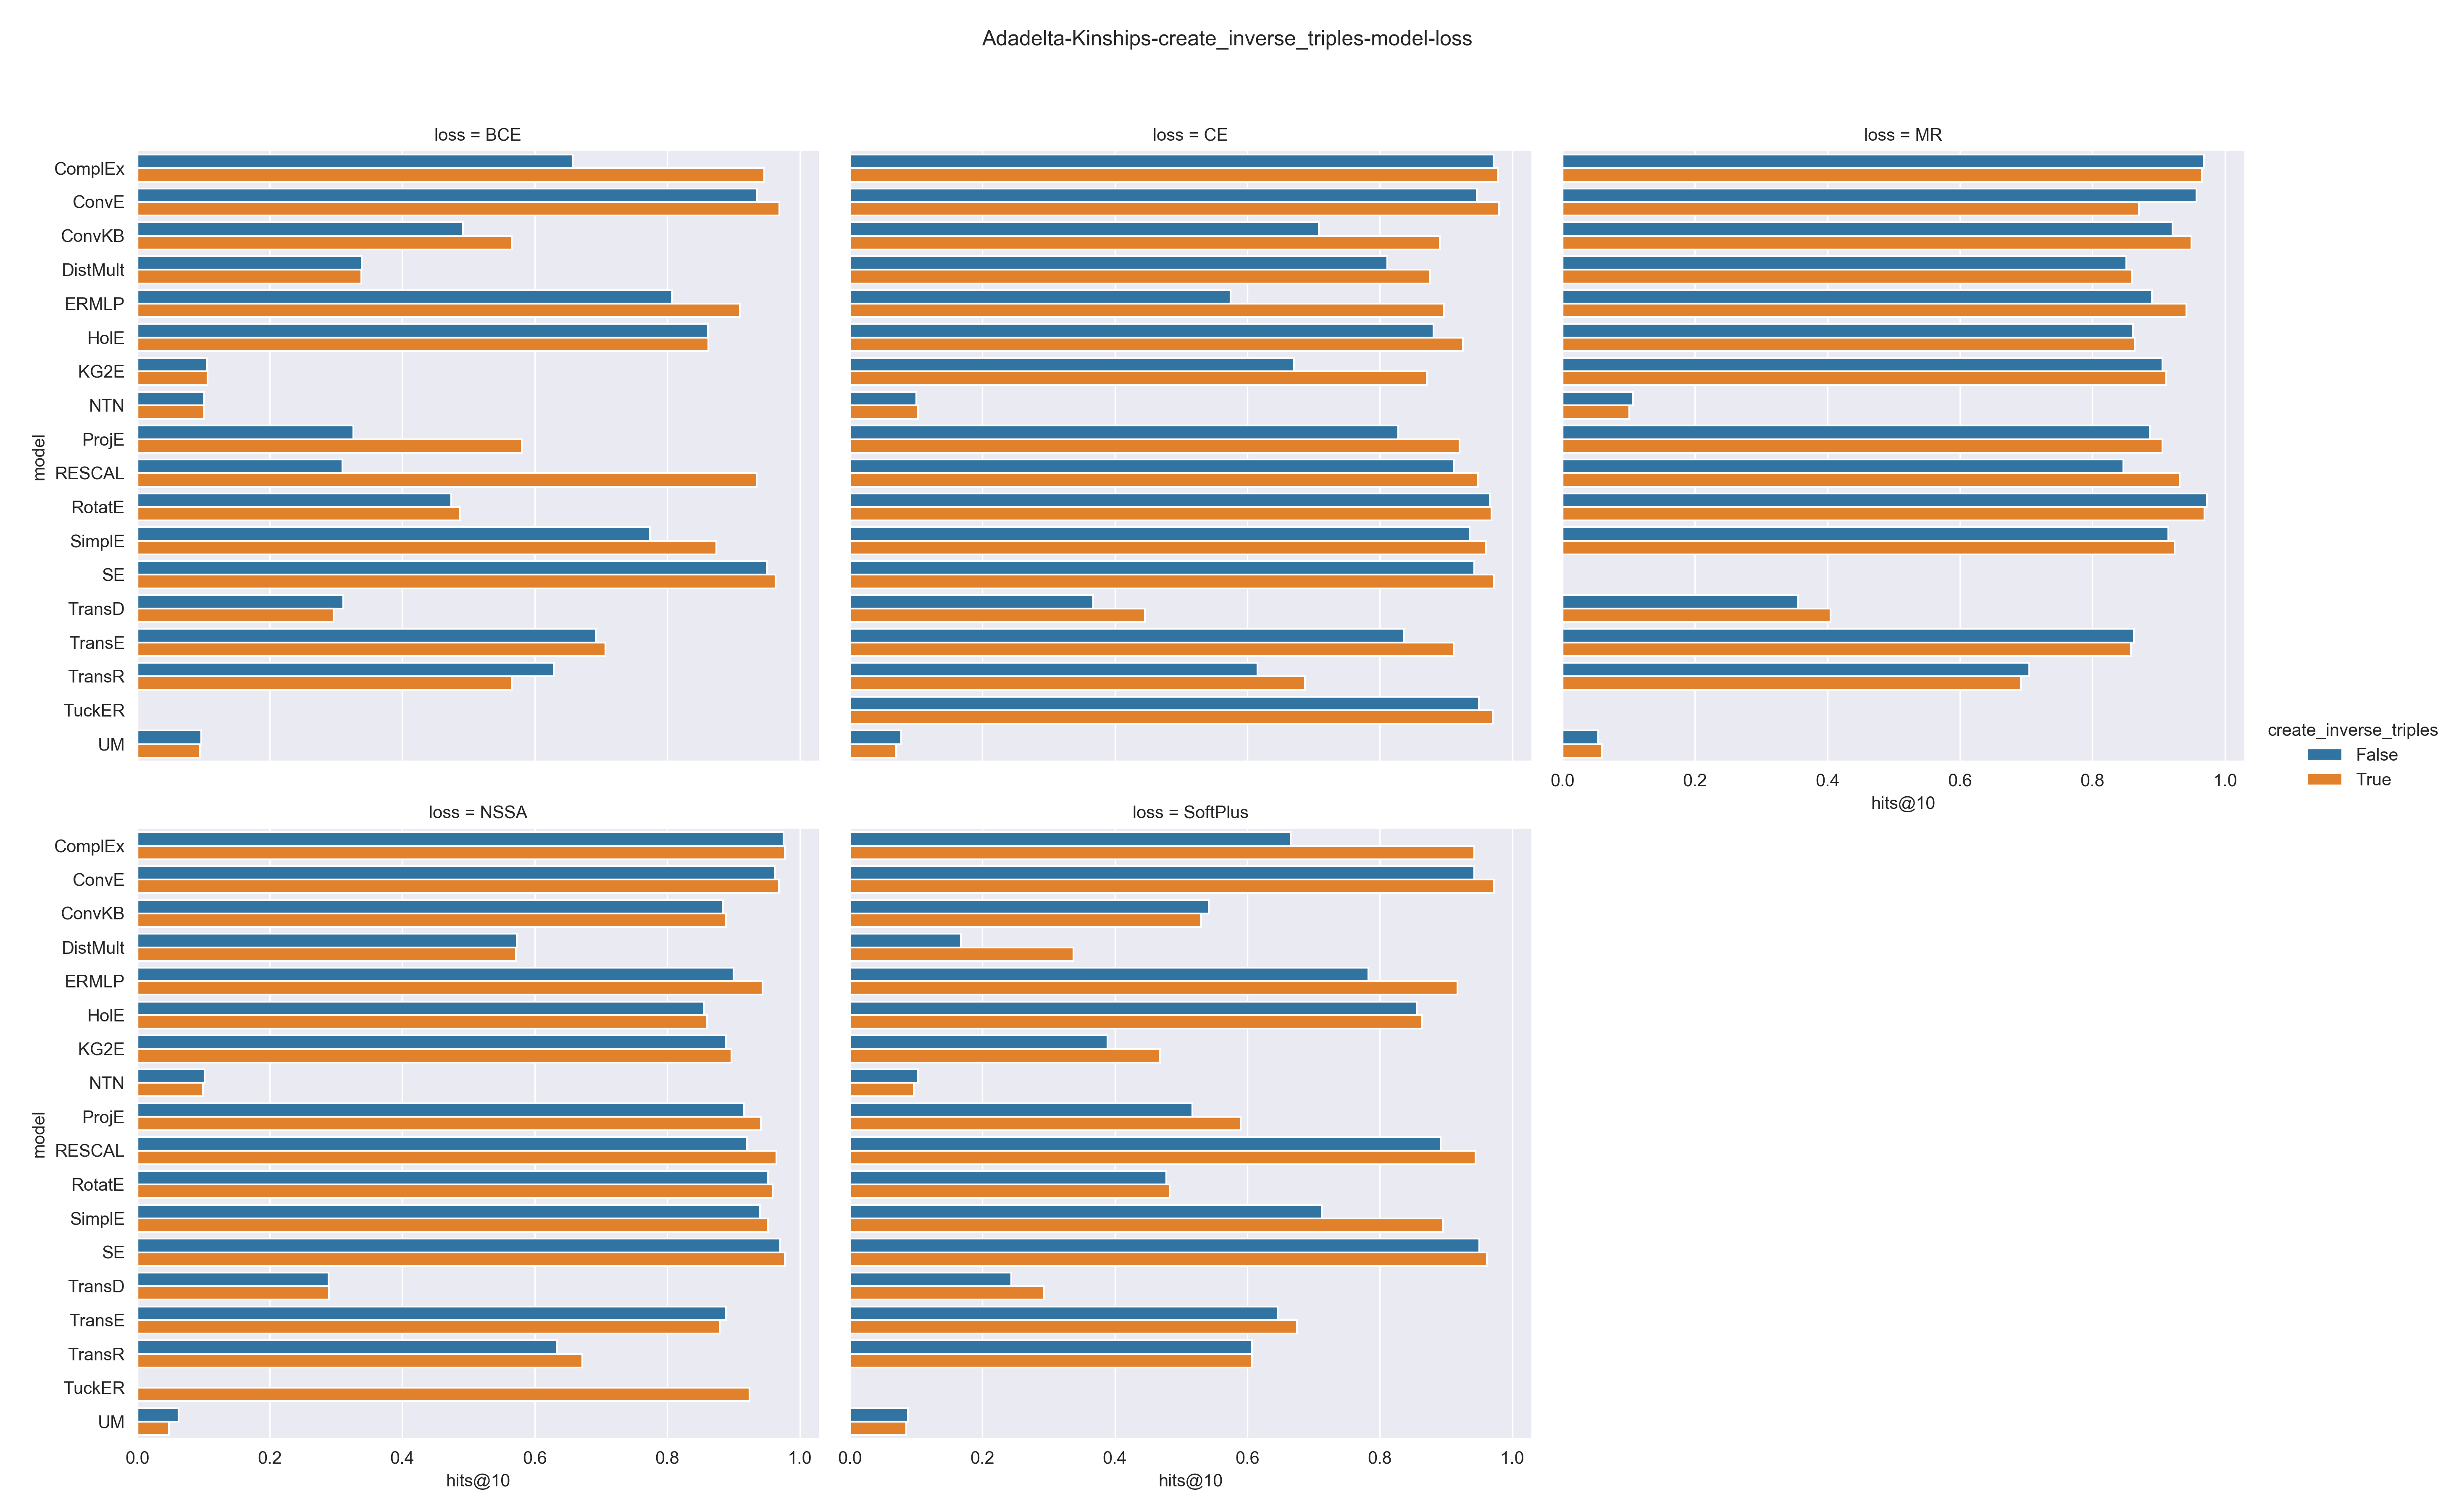 Adadelta-Kinships-create_inverse_triples-model-loss
loss = BCE
loss = CE
loss = MR
model
ComplEx
ConvE
ConvKB
DistMult
ERMLP
HolE
KG2E
NTN
ProjE
RESCAL
RotatE
SimplE
SE
TransD
TransE
TransR
TuckER
UM
0.0 0.2 0.4 0.6 0.8 1.0
hits@10
create_inverse_triples
False
True
loss = NSSA
loss = SoftPlus
model
ComplEx
ConvE
ConvKB
DistMult
ERMLP
HolE
KG2E
NTN
ProjE
RESCAL
RotatE
SimplE
SE
TransD
TransE
TransR
TuckER
UM
0.0 0.2 0.4 0.6 0.8 1.0
hits@10
0.0 0.2 0.4 0.6 0.8 1.0
hits@10